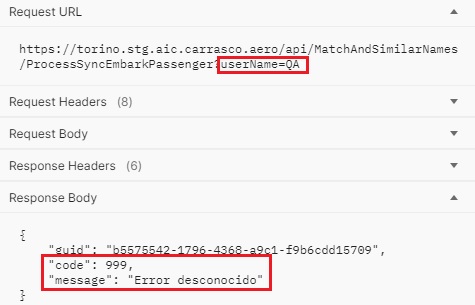 Request URL
https://torino.stg.aic.carrasco.aero/api/MatchAndSimilarNames
/ProcessSyncEmbarkPassenger?userName=QA
Request Headers (8)
Request Body
Response Headers (6)
Response Body
{
"guid": "b5575542-1796-4368-a9c1-f9b6cdd15709",
"code": 999,
"message": "Error desconocido"
}